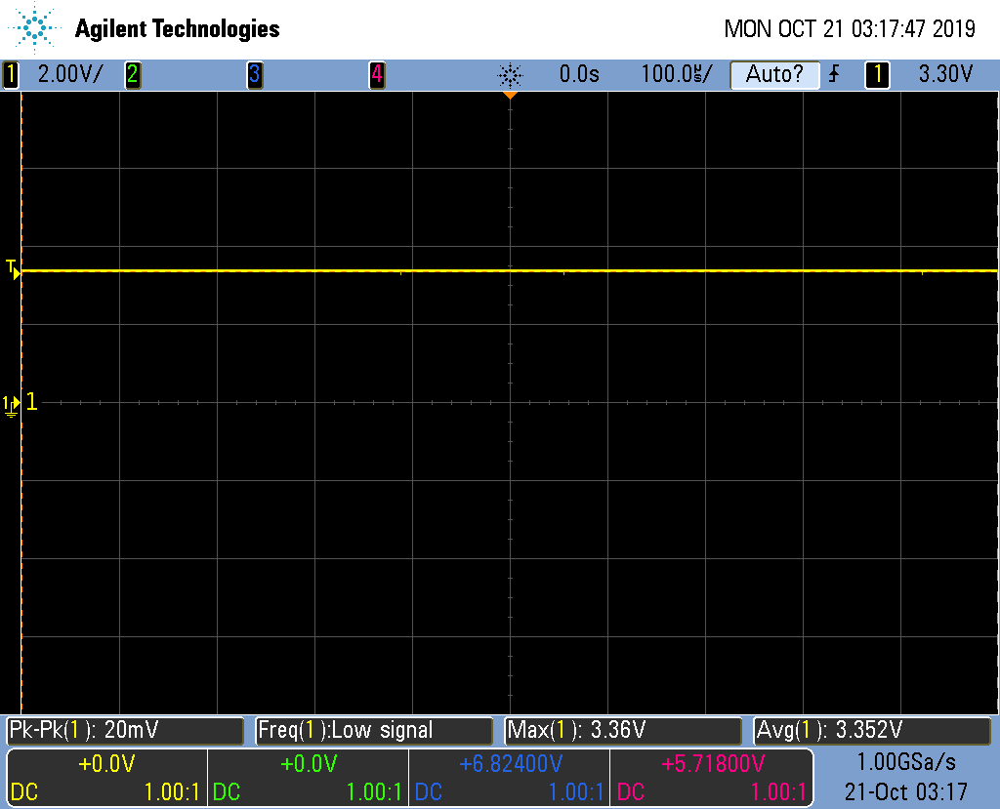 Agilent Technologies MON OCT 21 03:17:47 2019
1 2.00V/ 2 3 4 0.0s 100.0㎲/ Auto? 1 3.30V
T
1 1
Pk-Pk(1): 20mV Freq(1):Low signal Max(1): 3.36V Avg(1): 3.352V
+0.0V +0.0V +6.82400V +5.71800V 1.00GSa/s
DC 1.00:1 DC 1.00:1 DC 1.00:1 DC 1.00:1 21-Oct 03:17